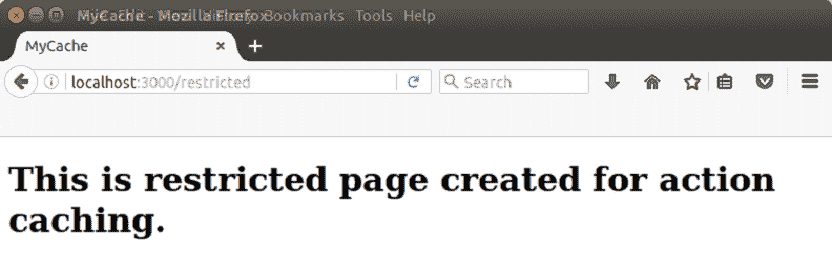 MyCache - Mozilla Firefox Bookmarks Tools Help
MyCache
localhost:3000/restricted Search
This is restricted page created for action
caching.